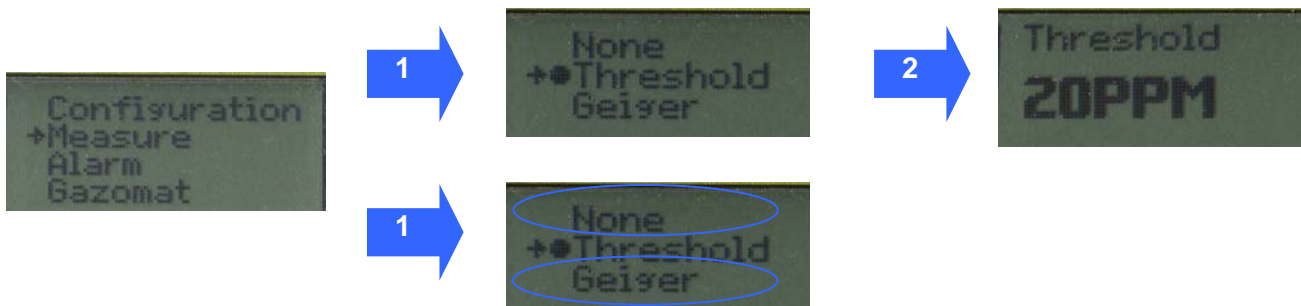 Configuration
→Measure
Alarm
Gazomat
1
None
→●Threshold
Geiger
2
Threshold
20PPM
1
None
→●Threshold
Geiger